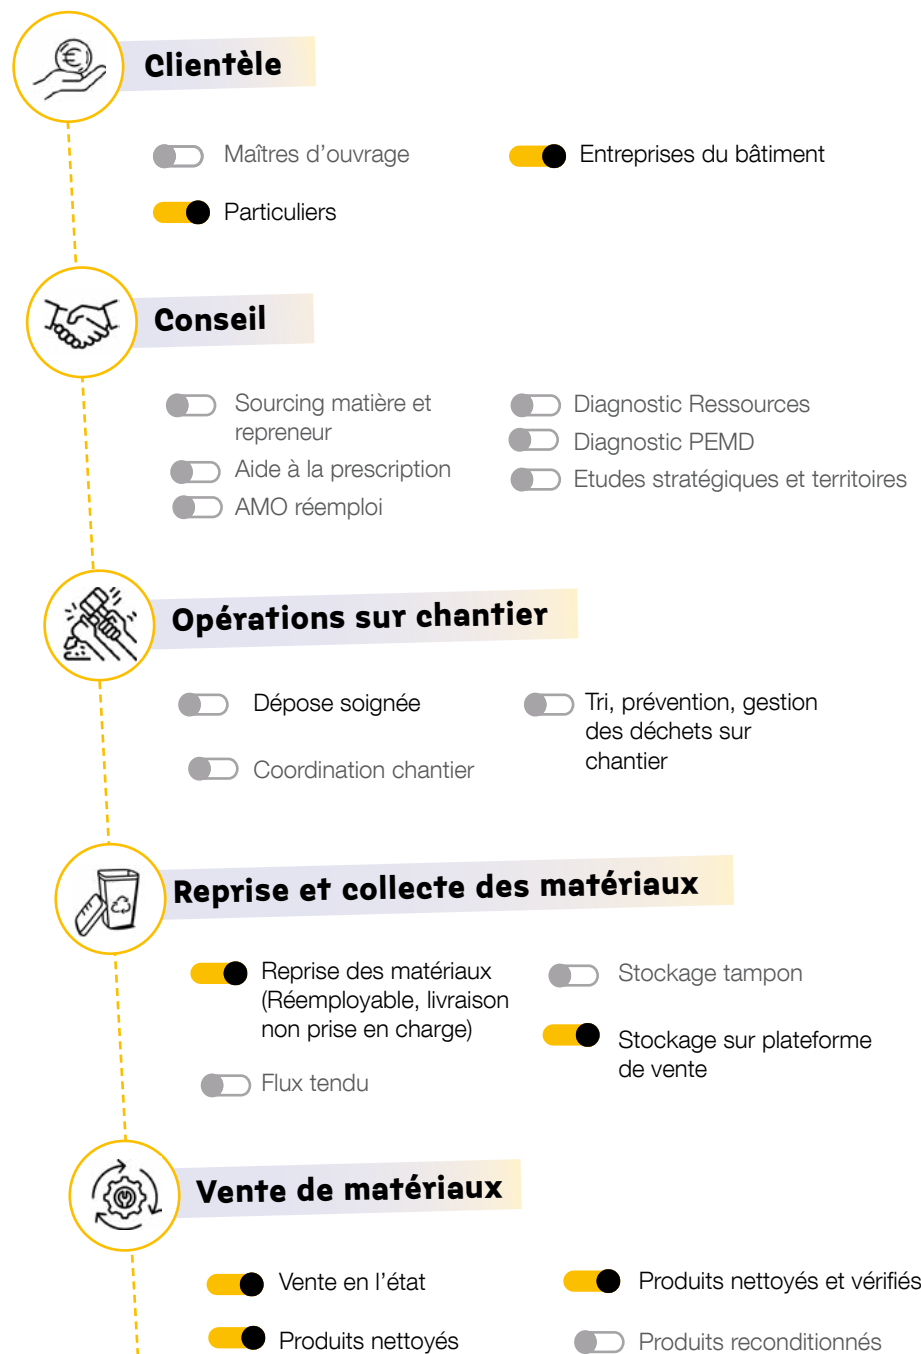 Clientèle
Maîtres d’ouvrage
Entreprises du bâtiment
Particuliers
Conseil
Sourcing matière et
repreneur
Aide à la prescription
AMO réemploi
Diagnostic Ressources
Diagnostic PEMD
Etudes stratégiques et territoires
Opérations sur chantier
Dépose soignée
Coordination chantier
Tri, prévention, gestion
des déchets sur
chantier
Reprise et collecte des matériaux
Reprise des matériaux
(Réemployable, livraison
non prise en charge)
Flux tendu
Stockage tampon
Stockage sur plateforme
de vente
Vente de matériaux
Vente en l’état
Produits nettoyés et vérifiés
Produits nettoyés
Produits reconditionnés